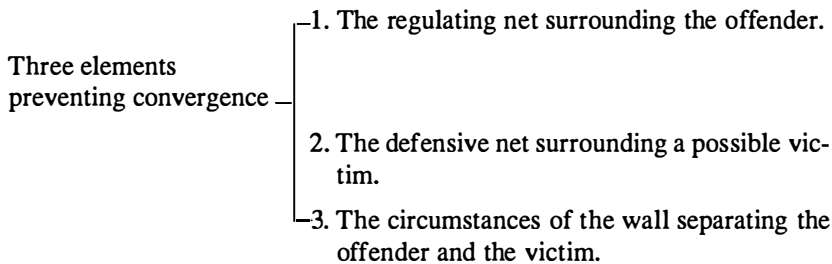 1. The regulating net surrounding the offender.
Three elements
preventing convergence
2. The defensive net surrounding a possible vic-
tim.
3. The circumstances of the wall separating the
offender and the victim.